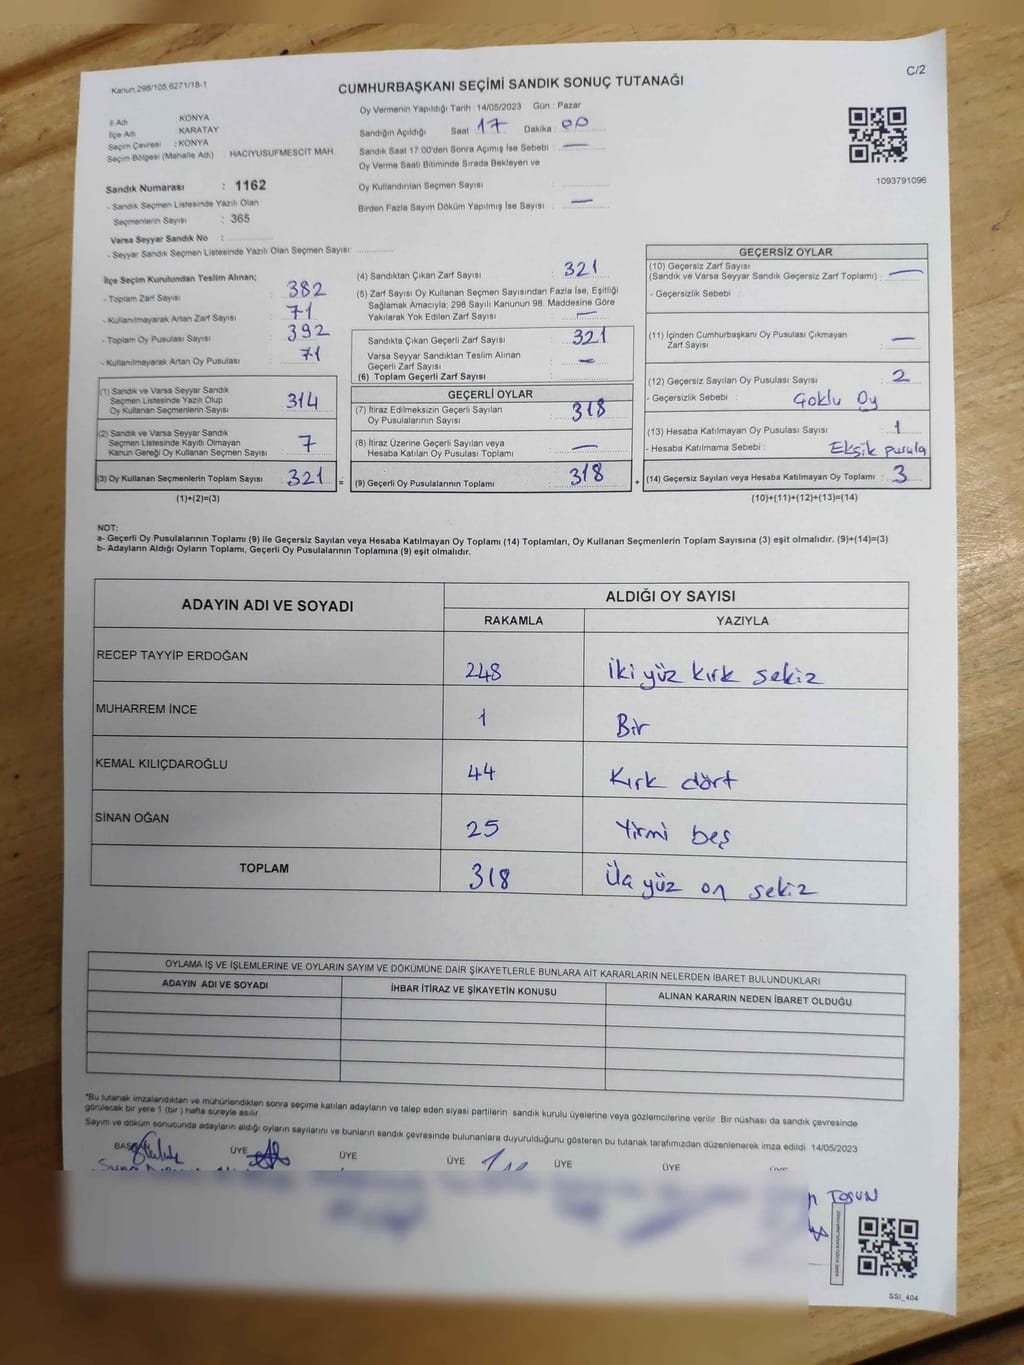 Kanun,298/105;6271/18-1
C/2
CUMHURBAŞKANI SEÇİMİ SANDIK SONUÇ TUTANAĞI
İl Adı KONYA
İlçe Adı KARATAY
Seçim Çevresi : KONYA
Seçim Bölgesi (Mahalle Adı) HACIYUSUFMESCIT MAH.
Sandık Numarası : 1162
- Sandık Seçmen Listesinde Yazılı Olan
Seçmenlerin Sayısı : 365
Varsa Seyyar Sandık No :
- Seyyar Sandık Seçmen Listesinde Yazılı Olan Seçmen Sayısı:
Oy Vermenin Yapıldığı Tarih : 14/05/2023 Gün : Pazar
Sandığın Açıldığı Saat 17 Dakika : 00
Sandık Saat 17.00'den Sonra Açımış İse Sebebi : —
Oy Verme Saati Bitiminde Sırada Bekleyen ve
Oy Kullandırılan Seçmen Sayısı :
Birden Fazla Sayım Döküm Yapılmış İse Sayısı : —
1093791096
İlçe Seçim Kurulundan Teslim Alınan;
- Toplam Zarf Sayısı : 382
- Kullanılmayarak Artan Zarf Sayısı : 71
- Toplam Oy Pusulası Sayısı : 392
- Kullanılmayarak Artan Oy Pusulası : 71
(1) Sandık ve Varsa Seyyar Sandık
Seçmen Listesinde Yazılı Olup
Oy Kullanan Seçmenlerin Sayısı : 314
(2) Sandık ve Varsa Seyyar Sandık
Seçmen Listesinde Kayıtlı Olmayan
Kanun Gereği Oy Kullanan Seçmen Sayısı : 7
(3) Oy Kullanan Seçmenlerin Toplam Sayısı : 321
(1)+(2)=(3)
(4) Sandıktan Çıkan Zarf Sayısı : 321
(5) Zarf Sayısı Oy Kullanan Seçmen Sayısından Fazla İse, Eşitliği
Sağlamak Amacıyla; 298 Sayılı Kanunun 98. Maddesine Göre
Yakılarak Yok Edilen Zarf Sayısı : —
Sandıkta Çıkan Geçerli Zarf Sayısı : 321
Varsa Seyyar Sandıktan Teslim Alınan
Geçerli Zarf Sayısı : —
(6) Toplam Geçerli Zarf Sayısı :
GEÇERLİ OYLAR
(7) İtiraz Edilmeksizin Geçerli Sayılan
Oy Pusulalarının Sayısı : 318
(8) İtiraz Üzerine Geçerli Sayılan veya
Hesaba Katılan Oy Pusulası Toplamı : —
= (9) Geçerli Oy Pusulalarının Toplamı : 318 +
GEÇERSİZ OYLAR
(10) Geçersiz Zarf Sayısı
(Sandık ve Varsa Seyyar Sandık Geçersiz Zarf Toplamı) : —
- Geçersizlik Sebebi :
(11) İçinden Cumhurbaşkanı Oy Pusulası Çıkmayan
Zarf Sayısı : —
(12) Geçersiz Sayılan Oy Pusulası Sayısı : 2
- Geçersizlik Sebebi : Çoklu Oy
(13) Hesaba Katılmayan Oy Pusulası Sayısı : 1
- Hesaba Katılmama Sebebi : Eksik pusula
(14) Geçersiz Sayılan veya Hesaba Katılmayan Oy Toplamı : 3
(10)+(11)+(12)+(13)=(14)
NOT:
a- Geçerli Oy Pusulalarının Toplamı (9) ile Geçersiz Sayılan veya Hesaba Katılmayan Oy Toplamı (14) Toplamları, Oy Kullanan Seçmenlerin Toplam Sayısına (3) eşit olmalıdır. (9)+(14)=(3)
b- Adayların Aldığı Oyların Toplamı, Geçerli Oy Pusulalarının Toplamına (9) eşit olmalıdır.
ADAYIN ADI VE SOYADI ALDIĞI OY SAYISI
RAKAMLA YAZIYLA
RECEP TAYYİP ERDOĞAN 248 iki yüz kırk sekiz
MUHARREM İNCE 1 Bir
KEMAL KILIÇDAROĞLU 44 Kırk dört
SİNAN OĞAN 25 Yirmi beş
TOPLAM 318 Üç yüz on sekiz
OYLAMA İŞ VE İŞLEMLERİNE VE OYLARIN SAYIM VE DÖKÜMÜNE DAİR ŞİKAYETLERLE BUNLARA AİT KARARLARIN NELERDEN İBARET BULUNDUKLARI
ADAYIN ADI VE SOYADI İHBAR İTİRAZ VE ŞİKAYETİN KONUSU ALINAN KARARIN NEDEN İBARET OLDUĞU
*Bu tutanak imzalandıktan ve mühürlendikten sonra seçime katılan adayların ve talep eden siyasi partilerin sandık kurulu üyelerine veya gözlemcilerine verilir. Bir nüshası da sandık çevresinde
görülecek bir yere 1 (bir) hafta süreyle asılır.
Sayım ve döküm sonucunda adayların aldığı oyların sayılarını ve bunların sandık çevresinde bulunanlara duyurulduğunu gösteren bu tutanak tarafımızdan düzenlenerek imza edildi. 14/05/2023
ÜYE ÜYE ÜYE ÜYE ÜYE
TOSUN
SSI_404